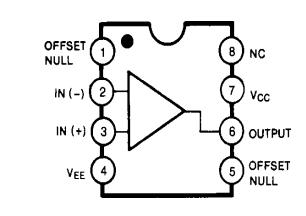 OFFSET
NULL
1
8
NC
IN (-)
2
7
VCC
IN (+)
3
6
OUTPUT
VEE
4
5
OFFSET
NULL